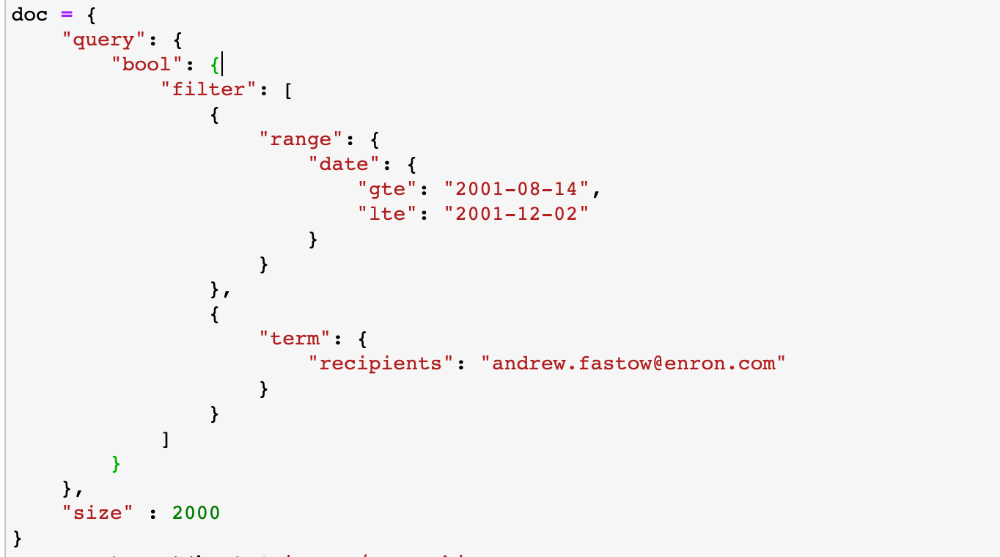 doc = {
    "query": {
        "bool": {
            "filter": [
                {
                    "range": {
                        "date": {
                            "gte": "2001-08-14",
                            "lte": "2001-12-02"
                        }
                    }
                },
                {
                    "term": {
                        "recipients": "andrew.fastow@enron.com"
                    }
                }
            ]
        }
    },
    "size" : 2000
}